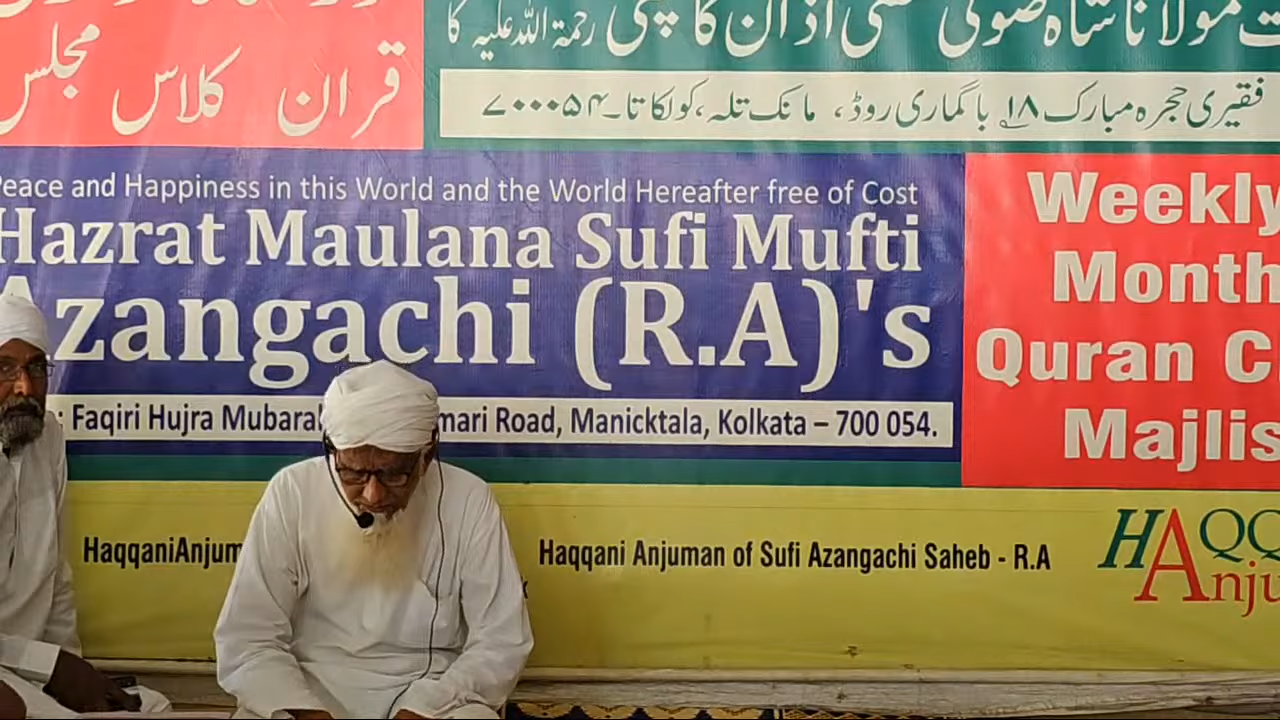 قران کلاس مجلس
مولانا شاہ صوفی مفتی اذان گاچھی رحمۃ اللہ علیہ کا
فقیری حجرہ مبارک ۱۸ باگماری روڈ، مانک تلہ، کولکاتا۔۷۰۰۰۵۴
Peace and Happiness in this World and the World Hereafter free of Cost
Hazrat Maulana Sufi Mufti
Azangachi (R.A)'s
: Faqiri Hujra Mubara mari Road, Manicktala, Kolkata – 700 054.
Weekly
Month
Quran C
Majlis
HaqqaniAnjum
Haqqani Anjuman of Sufi Azangachi Saheb - R.A
HAQQ
Anju